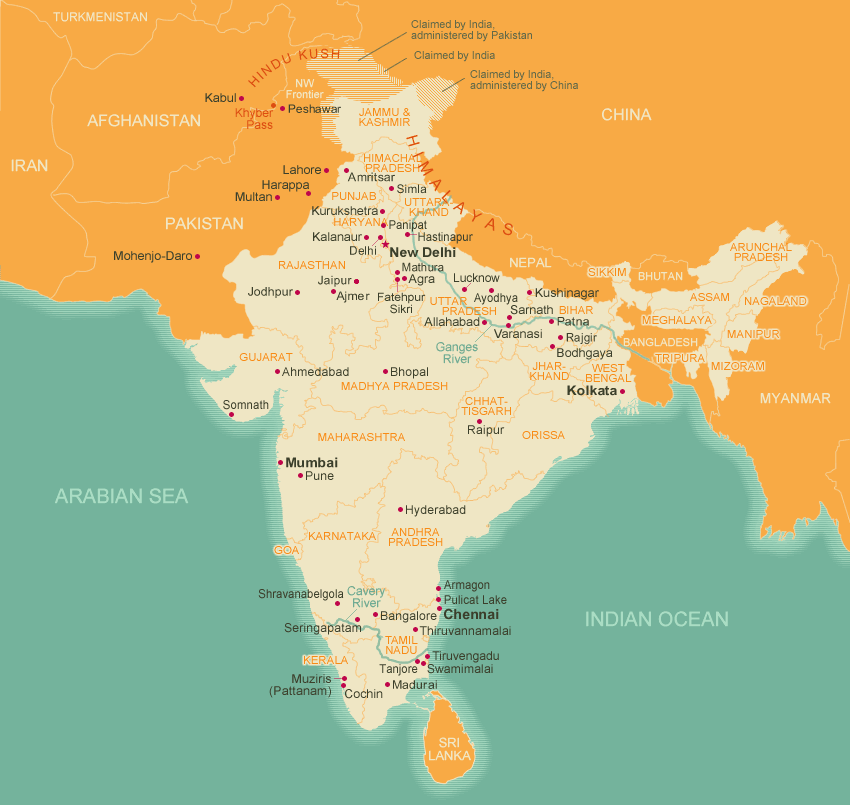 TURKMENISTAN
Claimed by India,
administered by Pakistan
Claimed by India
Claimed by India,
administered by China
HINDU KUSH
NW
Frontier
Kabul
Khyber
Pass
Peshawar
AFGHANISTAN
JAMMU &
KASHMIR
CHINA
IRAN
HIMALAYAS
HIMACHAL
PRADESH
Lahore
Amritsar
Harappa
Multan
Simla
PUNJAB
UTTARA
KHAND
Kurukshetra
HARYANA
Panipat
PAKISTAN
Kalanaur
Hastinapur
Delhi
New Delhi
Mohenjo-Daro
RAJASTHAN
Mathura
Agra
Jaipur
Jodhpur
Ajmer
Fatehpur
Sikri
NEPAL
Lucknow
Ayodhya
Kushinagar
UTTAR
PRADESH
Sarnath
BIHAR
Allahabad
Varanasi
Patna
Rajgir
Bodhgaya
Ganges
River
SIKKIM
BHUTAN
ARUNCHAL
PRADESH
ASSAM
NAGALAND
MEGHALAYA
MANIPUR
BANGLADESH
TRIPURA
MIZORAM
GUJARAT
Ahmedabad
Bhopal
MADHYA PRADESH
JHAR-
KHAND
WEST
BENGAL
Kolkata
MYANMAR
Somnath
CHHAT-
TISGARH
Raipur
MAHARASHTRA
ORISSA
Mumbai
Pune
ARABIAN SEA
Hyderabad
KARNATAKA
ANDHRA
PRADESH
GOA
Armagon
Pulicat Lake
Chennai
Shravanabelgola
Cavery
River
Bangalore
Seringapatam
Thiruvannamalai
INDIAN OCEAN
TAMIL
NADU
KERALA
Tiruvengadu
Tanjore
Swamimalai
Muziris
(Pattanam)
Cochin
Madurai
SRI
LANKA